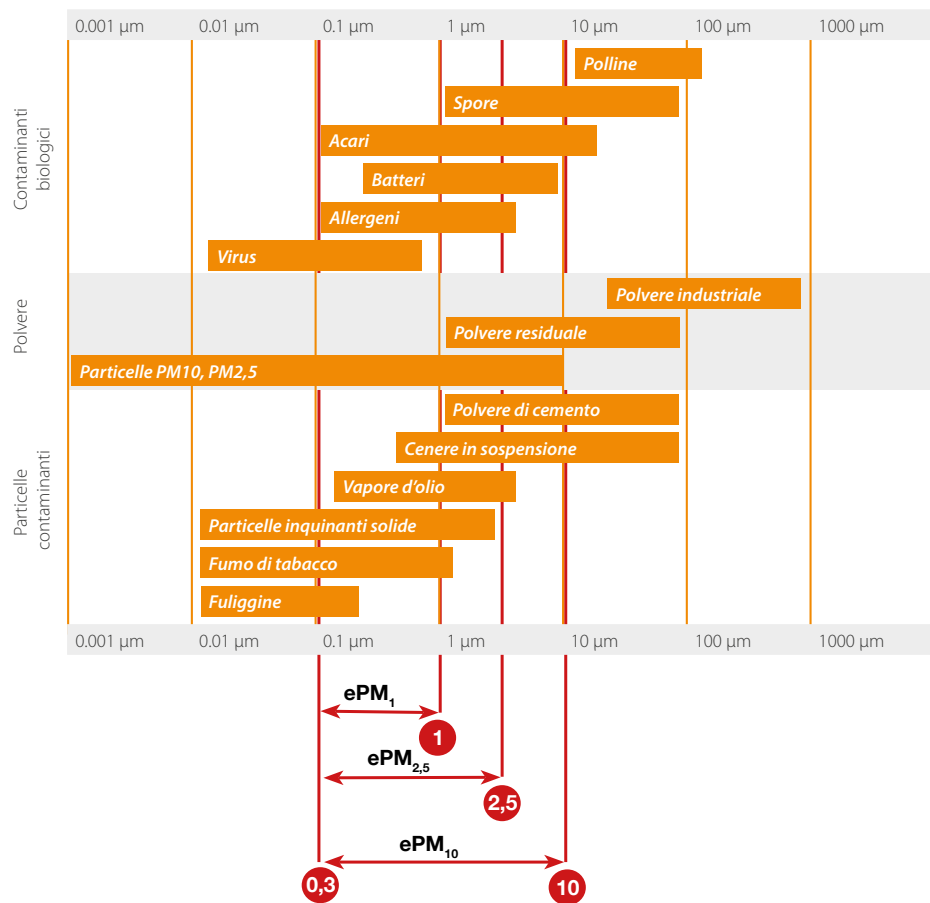 0.001 µm 0.01 µm 0.1 µm 1 µm 10 µm 100 µm 1000 µm
Contaminanti
biologici
Polline
Spore
Acari
Batteri
Allergeni
Virus
Polvere
Polvere industriale
Polvere residuale
Particelle PM10, PM2,5
Particelle
contaminanti
Polvere di cemento
Cenere in sospensione
Vapore d'olio
Particelle inquinanti solide
Fumo di tabacco
Fuliggine
0.001 µm 0.01 µm 0.1 µm 1 µm 10 µm 100 µm 1000 µm
ePM1
1
ePM2,5
2,5
ePM10
0,3 10